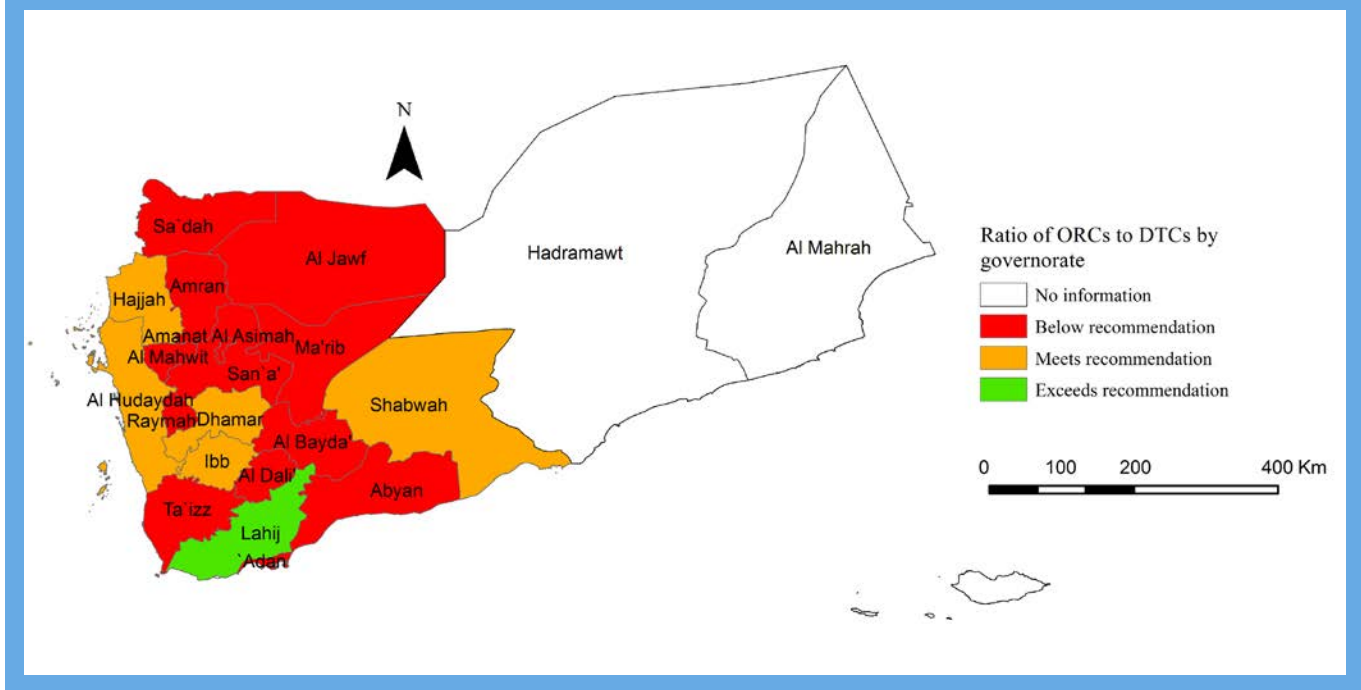 N
Sa`dah
Al Jawf
Hadramawt
Al Mahrah
Amran
Hajjah
Amanat Al Asimah
Ma'rib
Al Mahwit
San`a'
Al Hudaydah
Raymah
Dhamar
Shabwah
Al Bayda'
Ibb
Al Dali'
Abyan
Ta`izz
Lahij
`Adan
Ratio of ORCs to DTCs by
governorate
No information
Below recommendation
Meets recommendation
Exceeds recommendation
0 100 200 400 Km